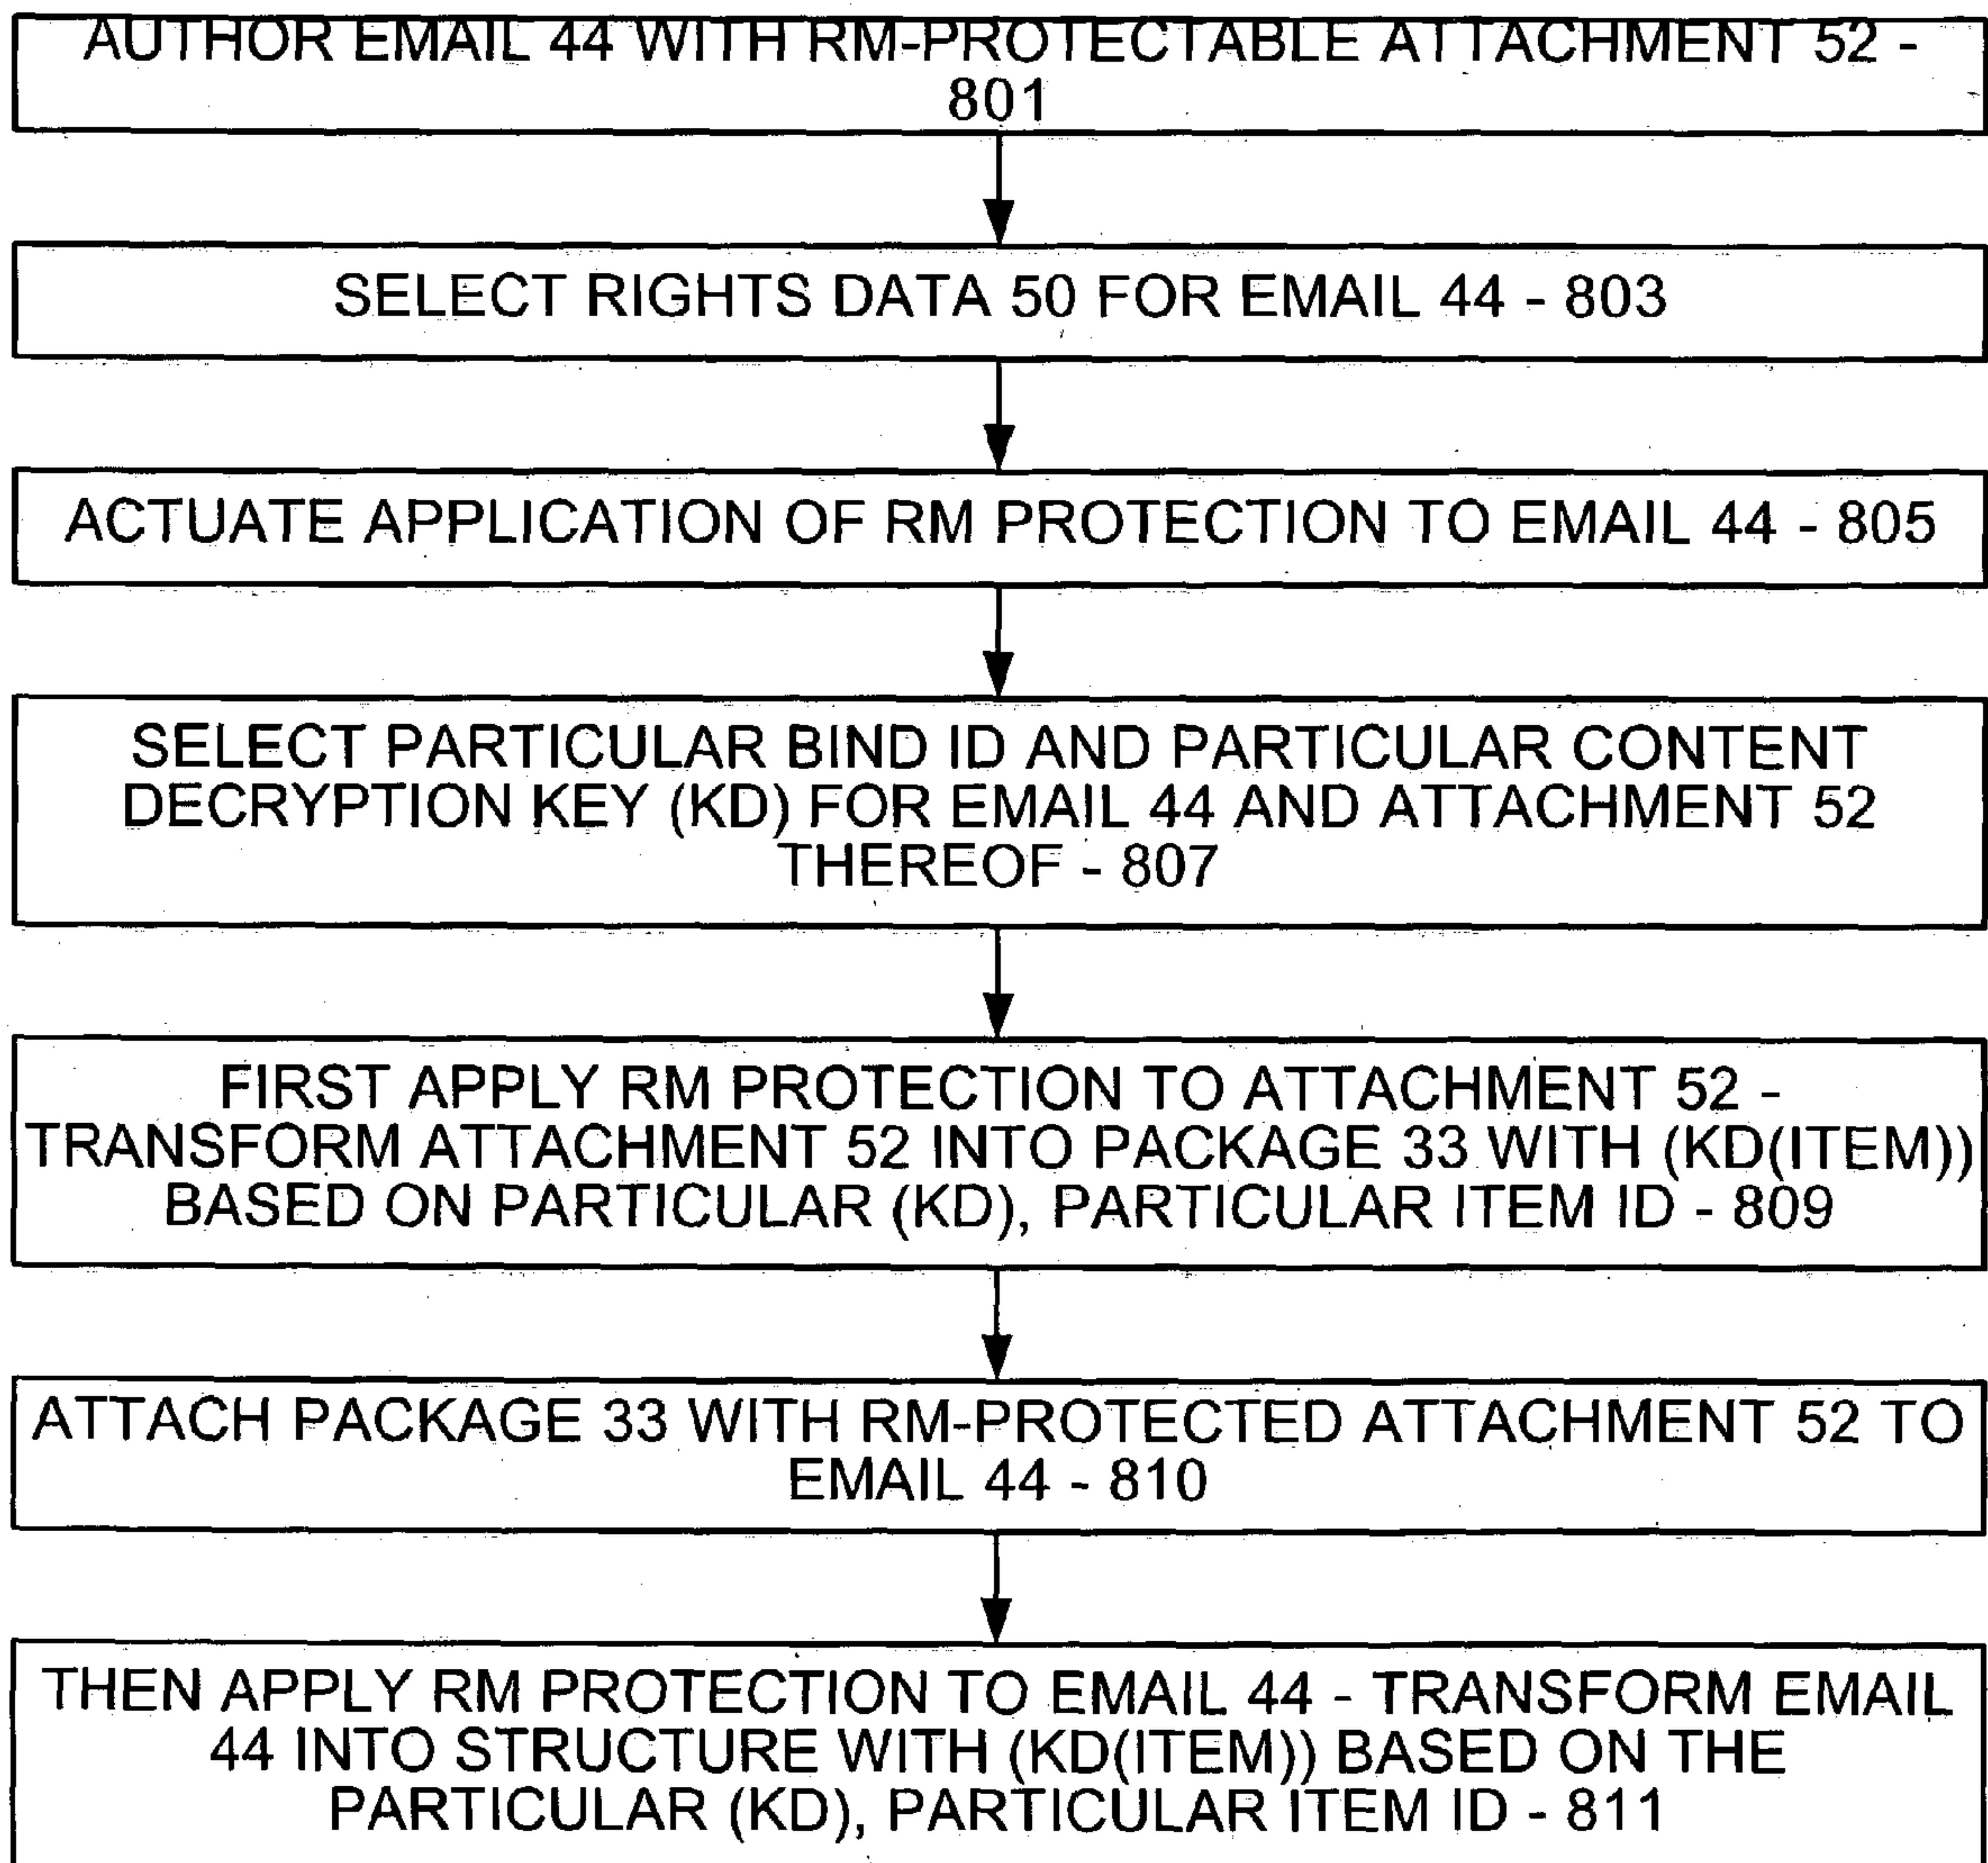 AUTHOR EMAIL 44 WITH RM-PROTECTABLE ATTACHMENT 52 -
801
SELECT RIGHTS DATA 50 FOR EMAIL 44 - 803
ACTUATE APPLICATION OF RM PROTECTION TO EMAIL 44 - 805
SELECT PARTICULAR BIND ID AND PARTICULAR CONTENT
DECRYPTION KEY (KD) FOR EMAIL 44 AND ATTACHMENT 52
THEREOF - 807
FIRST APPLY RM PROTECTION TO ATTACHMENT 52 -
TRANSFORM ATTACHMENT 52 INTO PACKAGE 33 WITH (KD(ITEM))
BASED ON PARTICULAR (KD), PARTICULAR ITEM ID - 809
ATTACH PACKAGE 33 WITH RM-PROTECTED ATTACHMENT 52 TO
EMAIL 44 - 810
THEN APPLY RM PROTECTION TO EMAIL 44 - TRANSFORM EMAIL
44 INTO STRUCTURE WITH (KD(ITEM)) BASED ON THE
PARTICULAR (KD), PARTICULAR ITEM ID - 811